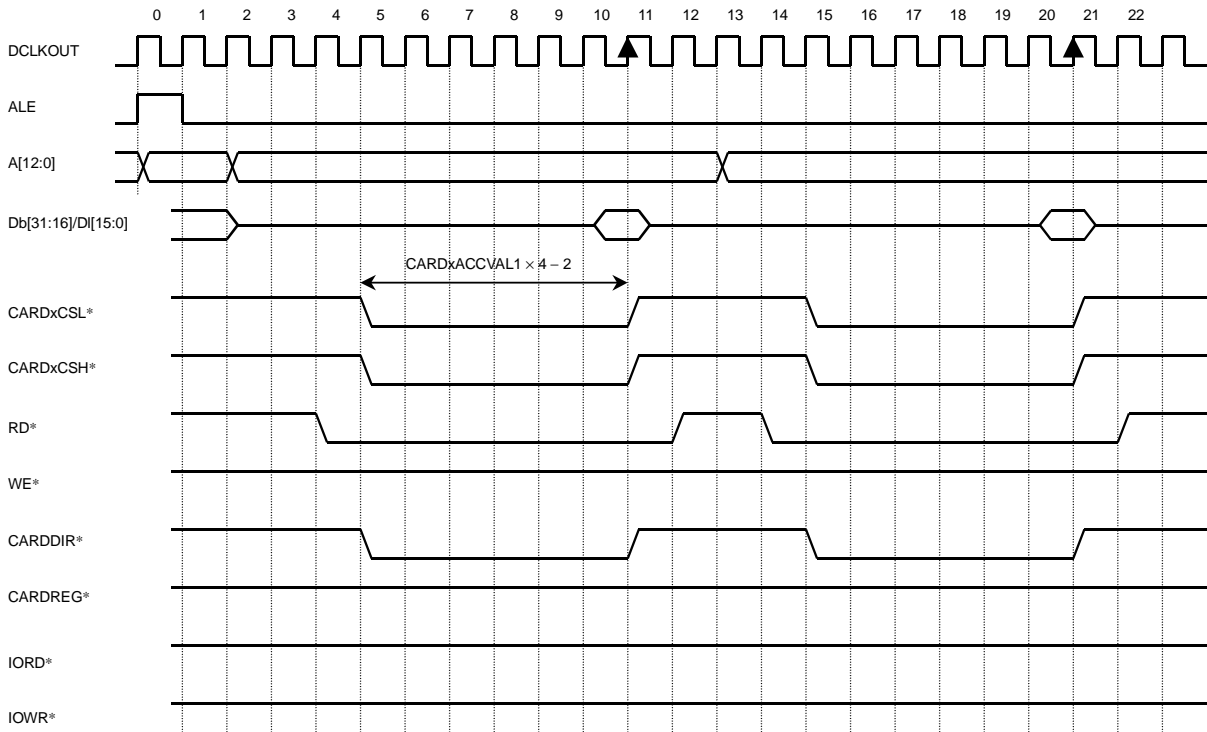 0 1 2 3 4 5 6 7 8 9 10 11 12 13 14 15 16 17 18 19 20 21 22
DCLKOUT
ALE
A[12:0]
Db[31:16]/Dl[15:0]
CARDxACCVAL1 × 4 − 2
CARDxCSL*
CARDxCSH*
RD*
WE*
CARDDIR*
CARDREG*
IORD*
IOWR*